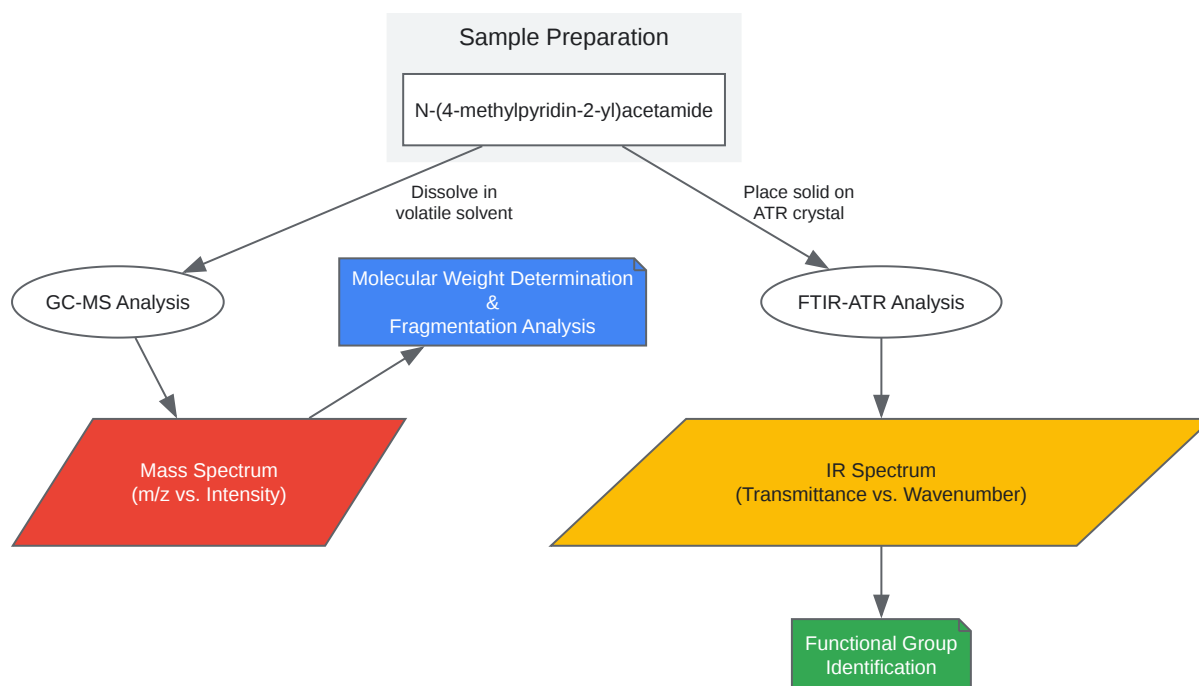 Sample Preparation
N-(4-methylpyridin-2-yl)acetamide
Dissolve in
volatile solvent
Place solid on
ATR crystal
GC-MS Analysis
Molecular Weight Determination
&
Fragmentation Analysis
FTIR-ATR Analysis
Mass Spectrum
(m/z vs. Intensity)
IR Spectrum
(Transmittance vs. Wavenumber)
Functional Group
Identification